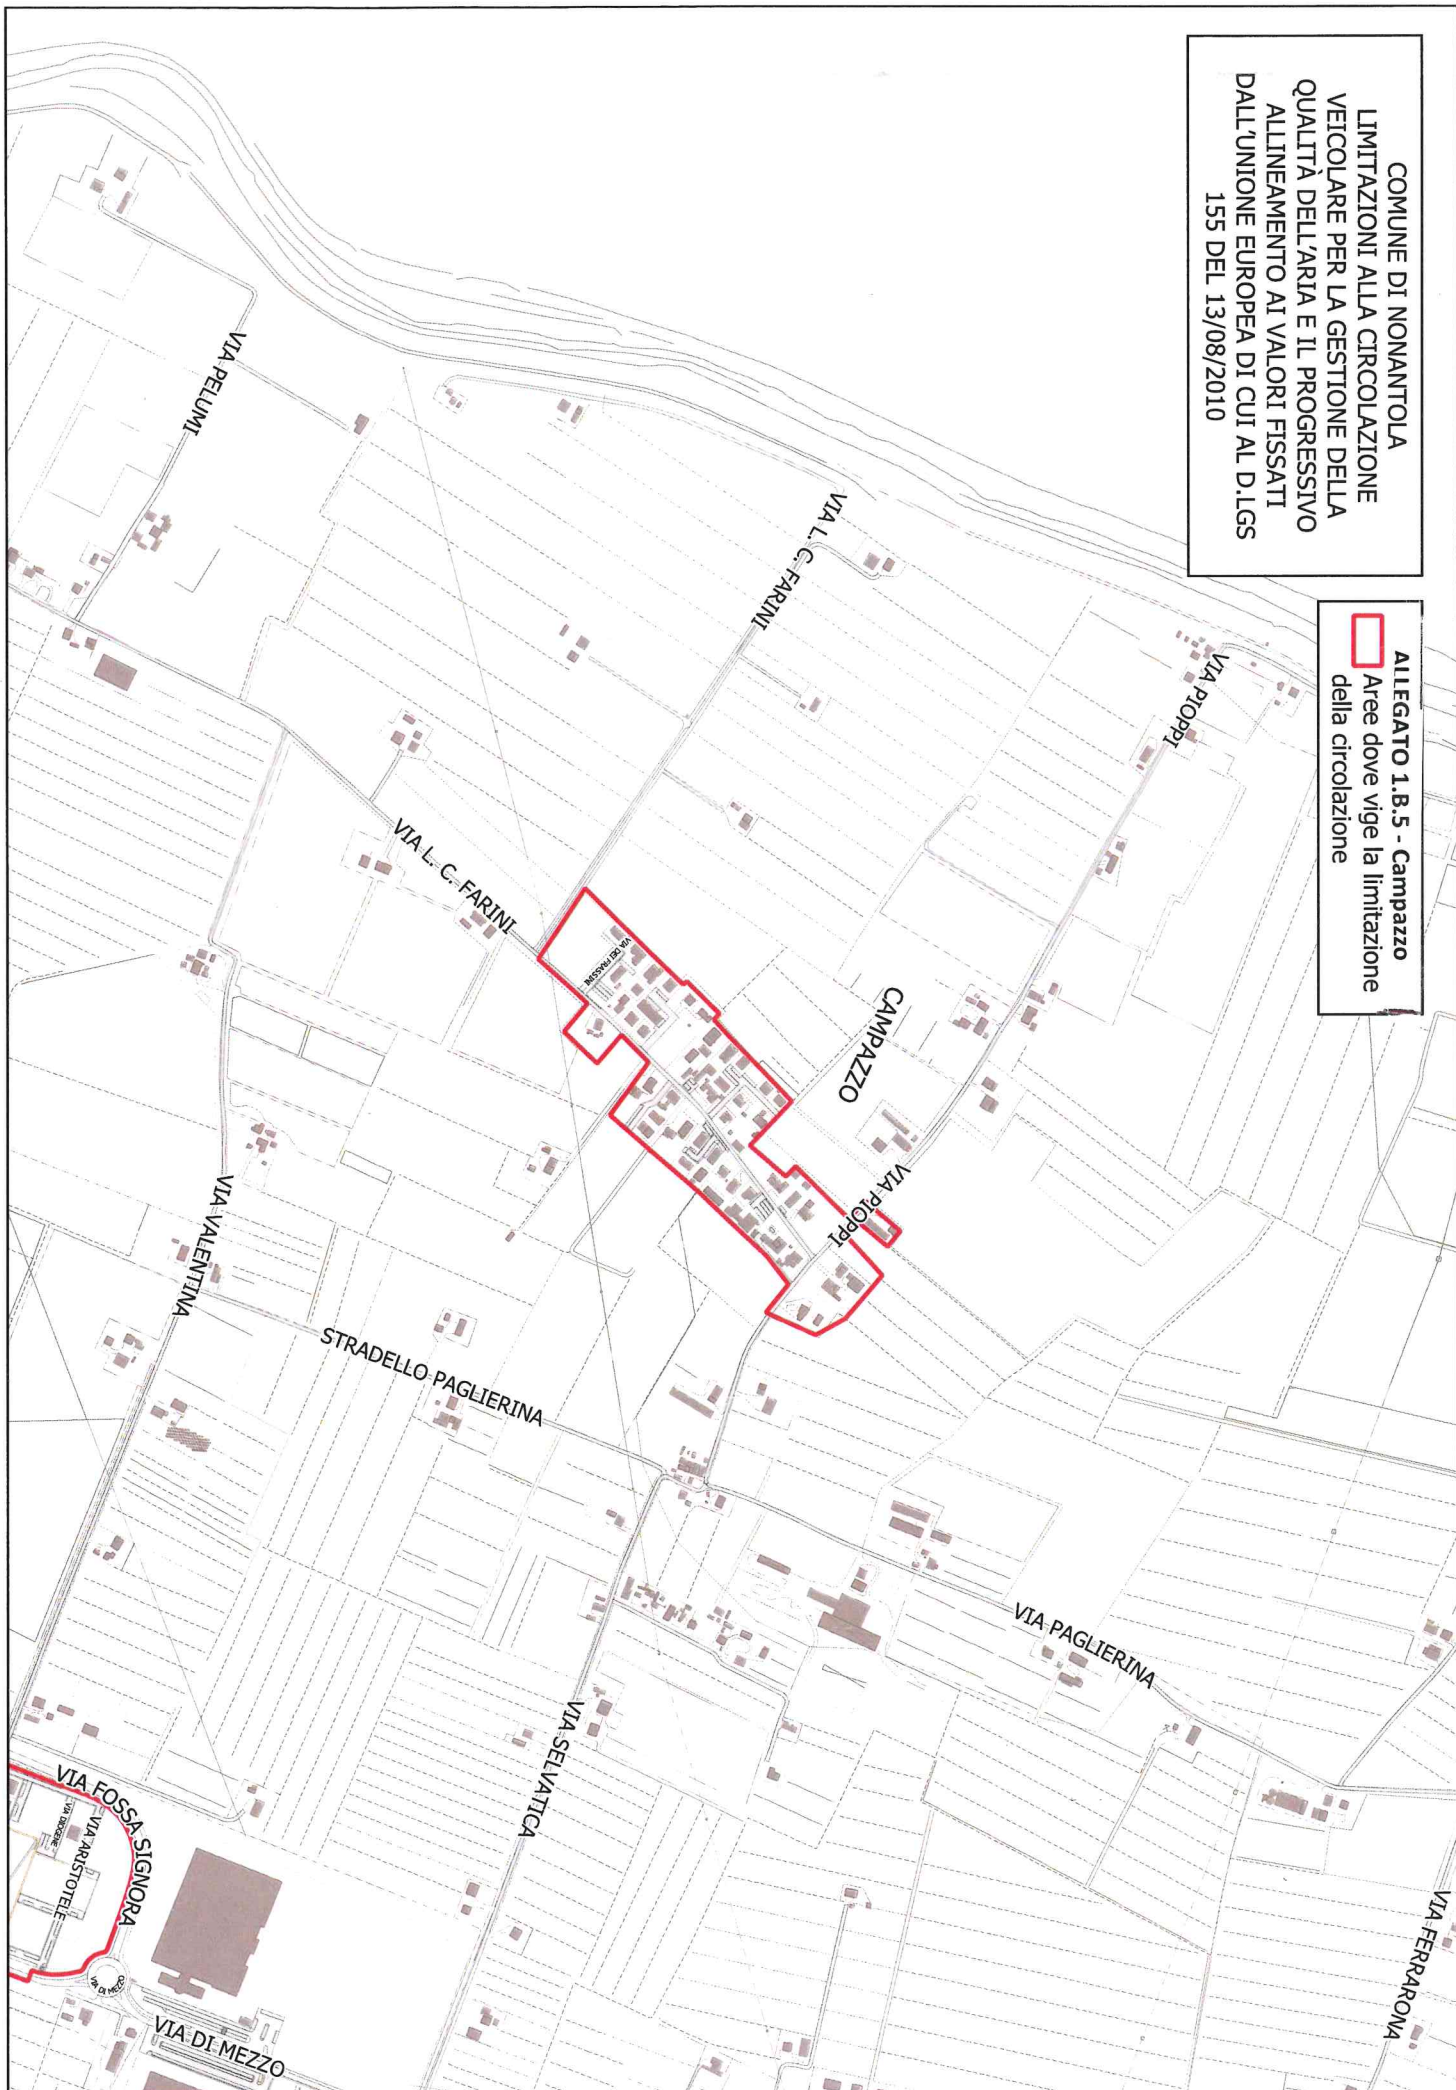 COMUNE DI NONANTOLA
LIMITAZIONI ALLA CIRCOLAZIONE
VEICOLARE PER LA GESTIONE DELLA
QUALITÀ DELL'ARIA E IL PROGRESSIVO
ALLINEAMENTO AI VALORI FISSATI
DALL'UNIONE EUROPEA DI CUI AL D.LGS
155 DEL 13/08/2010
ALLEGATO 1.B.5 - Campazzo
Aree dove vige la limitazione
della circolazione
VIA PIOPPI
VIA L. C. FARINI
VIA PELUMI
VIA L. C. FARINI
VIA DEI FRASSINI
CAMPAZZO
VIA PIOPPI
VIA VALENTINA
STRADELLO PAGLIERINA
VIA PAGLIERINA
VIA SELVATICA
VIA FERRARONA
VIA FOSSA SIGNORA
VIA DIOGENE
VIA ARISTOTELE
VIA DI MEZZO
VIA DI MEZZO